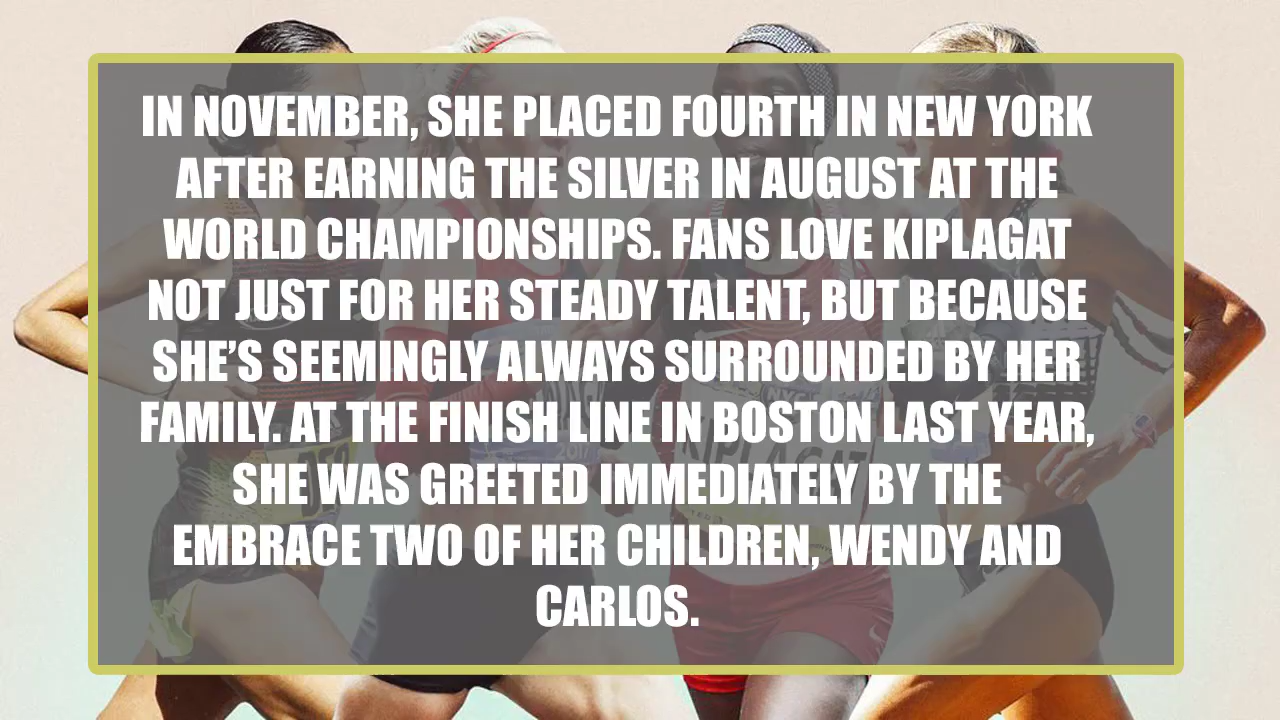 IN NOVEMBER, SHE PLACED FOURTH IN NEW YORK
AFTER EARNING THE SILVER IN AUGUST AT THE
WORLD CHAMPIONSHIPS. FANS LOVE KIPLAGAT
NOT JUST FOR HER STEADY TALENT, BUT BECAUSE
SHE’S SEEMINGLY ALWAYS SURROUNDED BY HER
FAMILY. AT THE FINISH LINE IN BOSTON LAST YEAR,
SHE WAS GREETED IMMEDIATELY BY THE
EMBRACE TWO OF HER CHILDREN, WENDY AND
CARLOS.
KIPLAGAT
2017